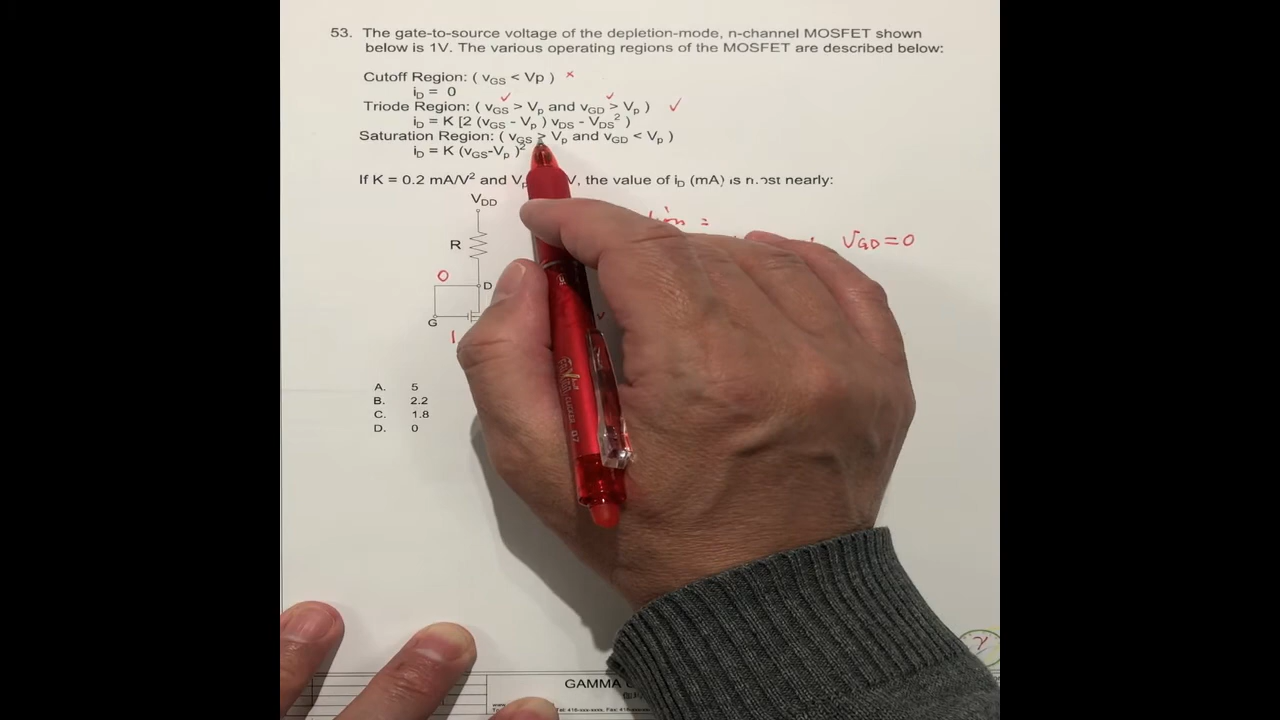 53. The gate-to-source voltage of the depletion-mode, n-channel MOSFET shown
below is 1V. The various operating regions of the MOSFET are described below:
Cutoff Region: ( vGS < Vp ) ×
iD = 0
✓ ✓
Triode Region: ( vGS > Vp and vGD > Vp ) ✓
iD = K [2 (vGS - Vp ) vDS - VDS² )
Saturation Region: ( vGS > Vp and vGD < Vp )
iD = K (vGS-Vp )²
If K = 0.2 mA/V² and V V, the value of iD (mA) is most nearly:
VDD
=
R
VGD = 0
0
D
G
1
V
A. 5
B. 2.2
C. 1.8
D. 0
GAMMA